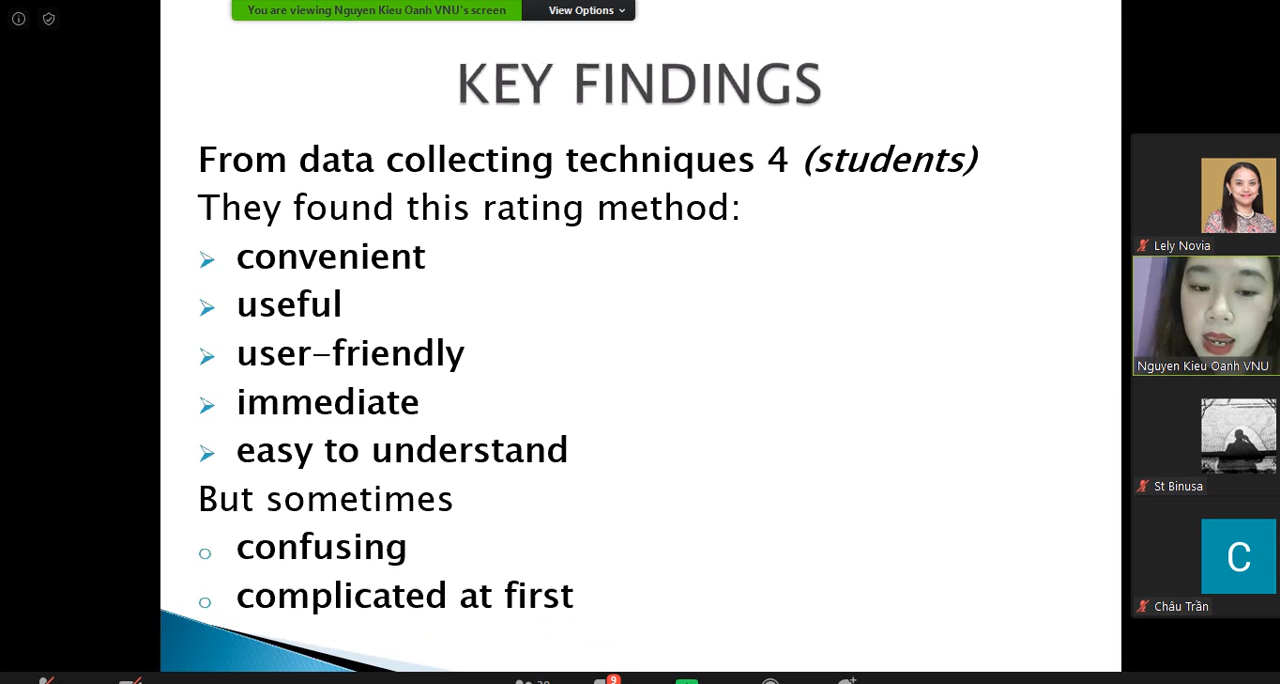 You are viewing Nguyen Kieu Oanh VNU's screen
View Options
KEY FINDINGS
From data collecting techniques 4 (students)
They found this rating method:
convenient
useful
user-friendly
immediate
easy to understand
But sometimes
confusing
complicated at first
Lely Novia
Nguyen Kieu Oanh VNU
St Binusa
C
Châu Trần
9